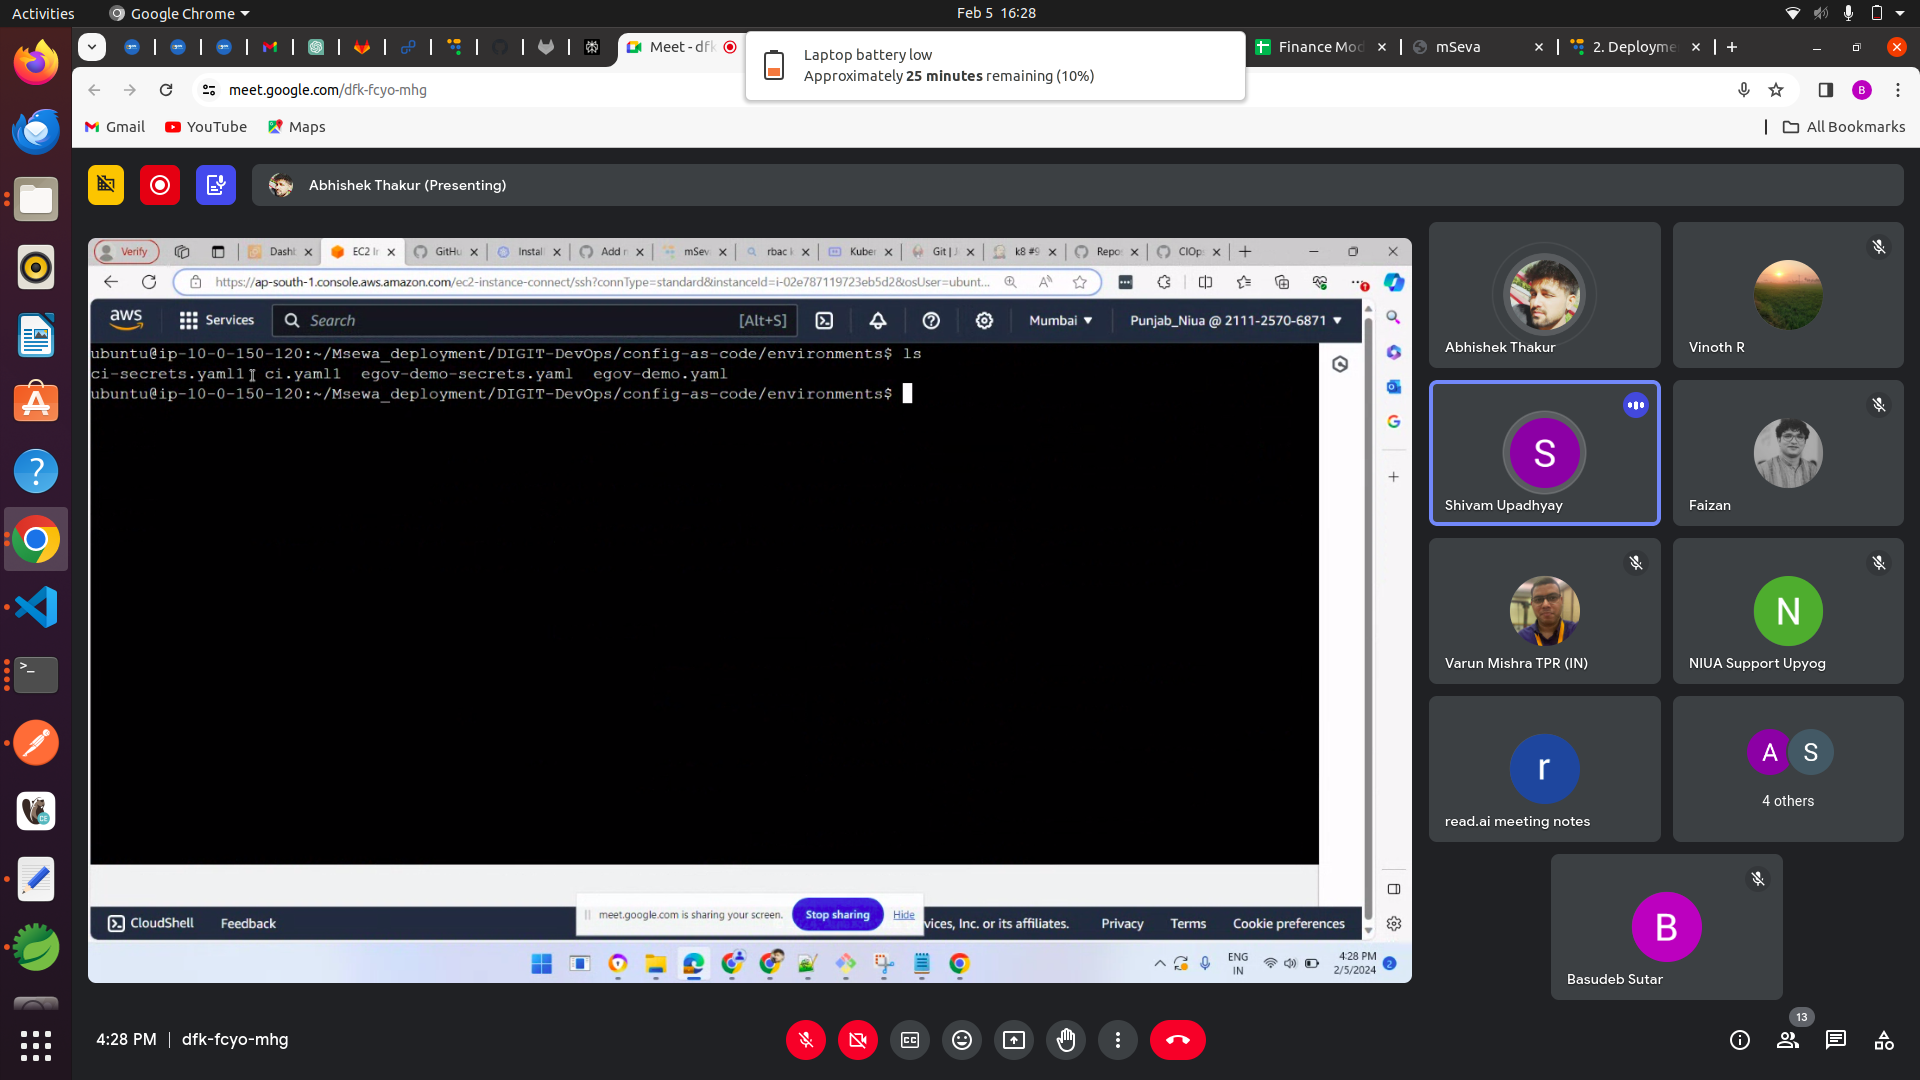 Activities
Google Chrome
Feb 5 16:28
Meet - dfk
Laptop battery low
Approximately 25 minutes remaining (10%)
Finance Mod
mSeva
2. Deployme
meet.google.com/dfk-fcyo-mhg
B
Gmail
YouTube
Maps
All Bookmarks
Abhishek Thakur (Presenting)
Verify
Dashb
EC2 In
GitHu
Install
Add n
mSev
rbac k
Kuber
Git | J
k8 #9
Repos
CIOps
https://ap-south-1.console.aws.amazon.com/ec2-instance-connect/ssh?connType=standard&instanceId=i-02e787119723eb5d2&osUser=ubunt...
aws
Services
Search
[Alt+S]
Mumbai
Punjab_Niua @ 2111-2570-6871
ubuntu@ip-10-0-150-120:~/Msewa_deployment/DIGIT-DevOps/config-as-code/environments$ ls
ci-secrets.yaml1 ci.yaml1 egov-demo-secrets.yaml egov-demo.yaml
ubuntu@ip-10-0-150-120:~/Msewa_deployment/DIGIT-DevOps/config-as-code/environments$
CloudShell
Feedback
meet.google.com is sharing your screen.
Stop sharing
Hide
vices, Inc. or its affiliates.
Privacy
Terms
Cookie preferences
ENG
IN
4:28 PM
2/5/2024
2
Abhishek Thakur
Vinoth R
S
Shivam Upadhyay
Faizan
Varun Mishra TPR (IN)
N
NIUA Support Upyog
r
read.ai meeting notes
A
S
4 others
B
Basudeb Sutar
4:28 PM
dfk-fcyo-mhg
13